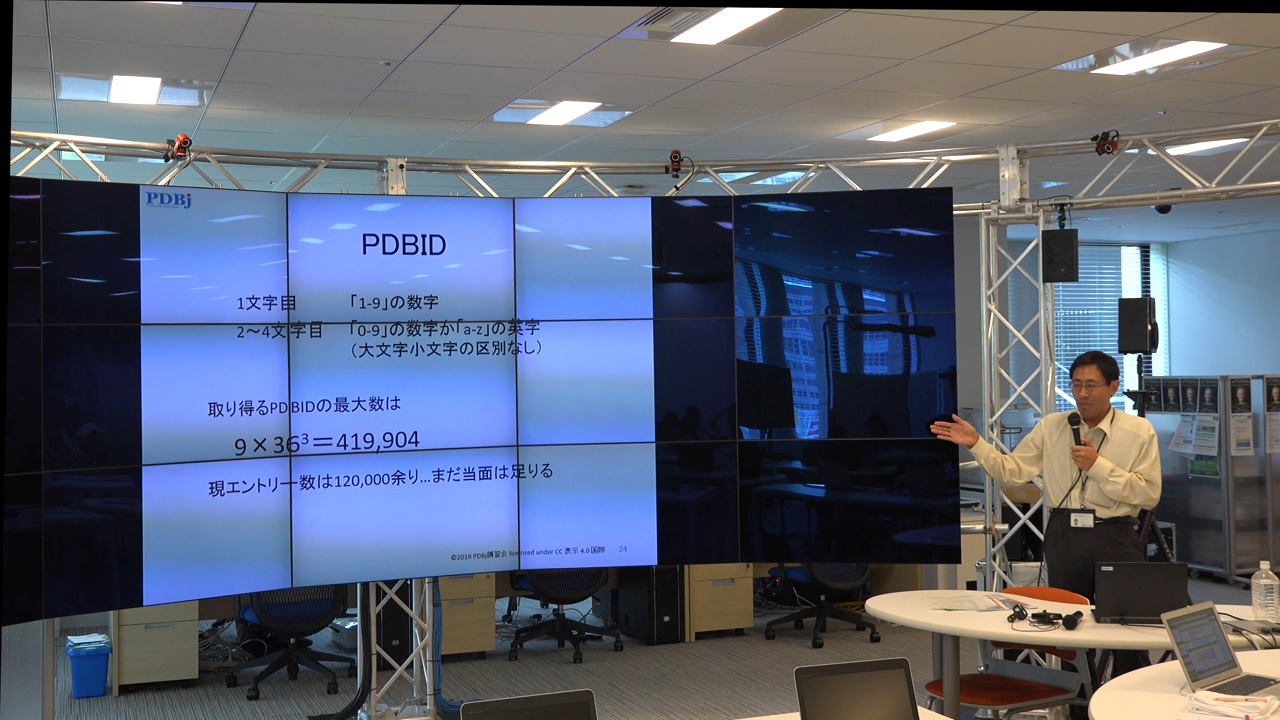 PDBj
PDBID
1文字目 「1-9」の数字
2～4文字目 「0-9」の数字か「a-z」の英字
（大文字小文字の区別なし）
取り得るPDBIDの最大数は
9×36³＝419,904
現エントリー数は120,000余り…まだ当面は足りる
©2016 PDBj講習会 licensed under CC 表示 4.0 国際 24